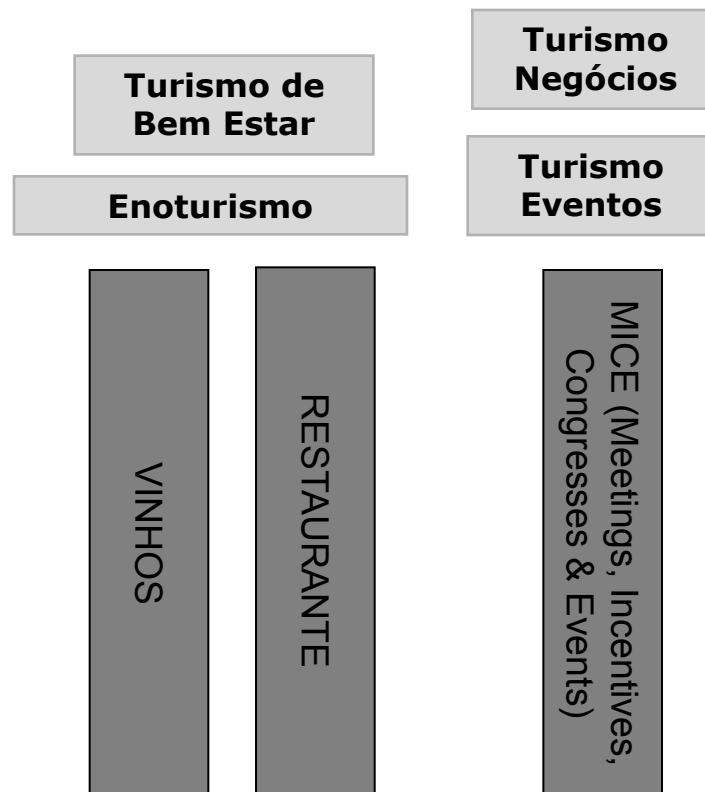 Turismo de
Bem Estar
Enoturismo
Turismo
Negócios
Turismo
Eventos
VINHOS
RESTAURANTE
MICE (Meetings, Incentives,
Congresses & Events)